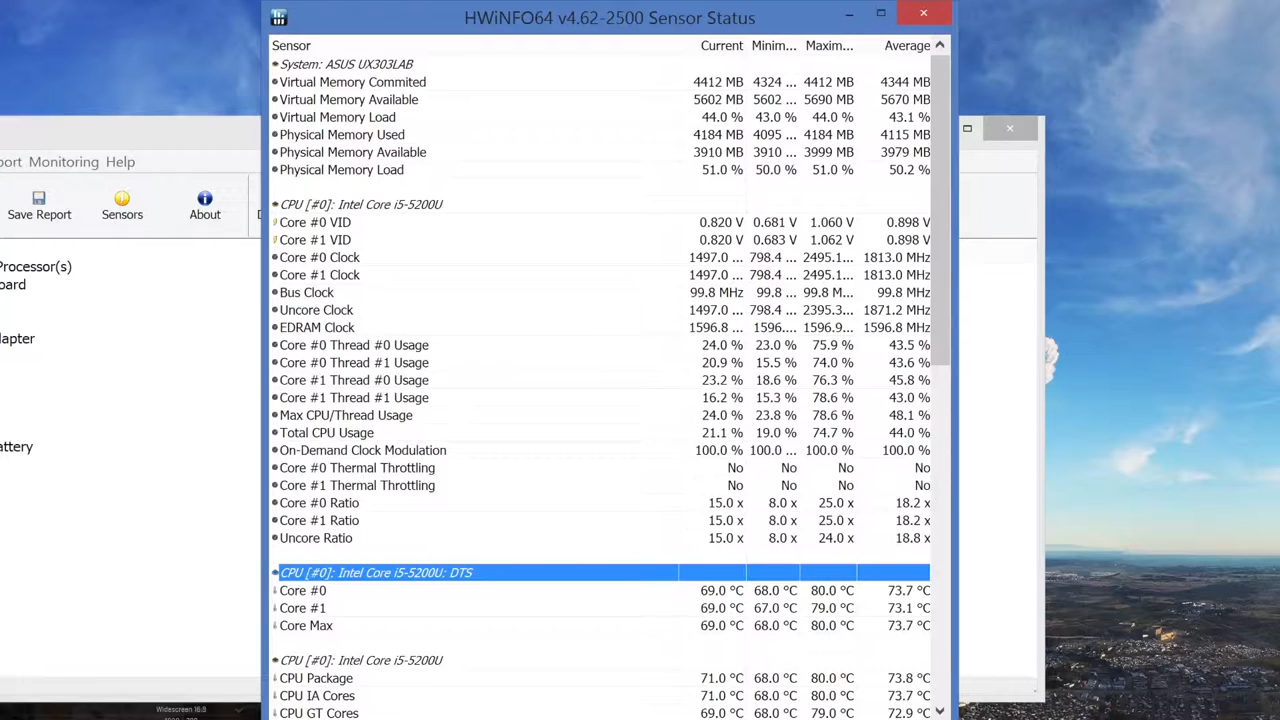 HWiNFO64 v4.62-2500 Sensor Status
Sensor Current Minim... Maxim... Average
System: ASUS UX303LAB
Virtual Memory Commited 4412 MB 4324 ... 4412 MB 4344 MB
Virtual Memory Available 5602 MB 5602 ... 5690 MB 5670 MB
Virtual Memory Load 44.0 % 43.0 % 44.0 % 43.1 %
Physical Memory Used 4184 MB 4095 ... 4184 MB 4115 MB
Physical Memory Available 3910 MB 3910 ... 3999 MB 3979 MB
Physical Memory Load 51.0 % 50.0 % 51.0 % 50.2 %
CPU [#0]: Intel Core i5-5200U
Core #0 VID 0.820 V 0.681 V 1.060 V 0.898 V
Core #1 VID 0.820 V 0.683 V 1.062 V 0.898 V
Core #0 Clock 1497.0 ... 798.4 ... 2495.1... 1813.0 MHz
Core #1 Clock 1497.0 ... 798.4 ... 2495.1... 1813.0 MHz
Bus Clock 99.8 MHz 99.8 ... 99.8 M... 99.8 MHz
Uncore Clock 1497.0 ... 798.4 ... 2395.3... 1871.2 MHz
EDRAM Clock 1596.8 ... 1596.... 1596.9... 1596.8 MHz
Core #0 Thread #0 Usage 24.0 % 23.0 % 75.9 % 43.5 %
Core #0 Thread #1 Usage 20.9 % 15.5 % 74.0 % 43.6 %
Core #1 Thread #0 Usage 23.2 % 18.6 % 76.3 % 45.8 %
Core #1 Thread #1 Usage 16.2 % 15.3 % 78.6 % 43.0 %
Max CPU/Thread Usage 24.0 % 23.8 % 78.6 % 48.1 %
Total CPU Usage 21.1 % 19.0 % 74.7 % 44.0 %
On-Demand Clock Modulation 100.0 % 100.0 ... 100.0 % 100.0 %
Core #0 Thermal Throttling No No No No
Core #1 Thermal Throttling No No No No
Core #0 Ratio 15.0 x 8.0 x 25.0 x 18.2 x
Core #1 Ratio 15.0 x 8.0 x 25.0 x 18.2 x
Uncore Ratio 15.0 x 8.0 x 24.0 x 18.8 x
CPU [#0]: Intel Core i5-5200U: DTS
Core #0 69.0 °C 68.0 °C 80.0 °C 73.7 °C
Core #1 69.0 °C 67.0 °C 79.0 °C 73.1 °C
Core Max 69.0 °C 68.0 °C 80.0 °C 73.7 °C
CPU [#0]: Intel Core i5-5200U
CPU Package 71.0 °C 68.0 °C 80.0 °C 73.8 °C
CPU IA Cores 71.0 °C 68.0 °C 80.0 °C 73.7 °C
CPU GT Cores 69.0 °C 68.0 °C 79.0 °C 72.9 °C
port Monitoring Help
Save Report Sensors About
Processor(s)
oard
dapter
attery
Widescreen 16:9